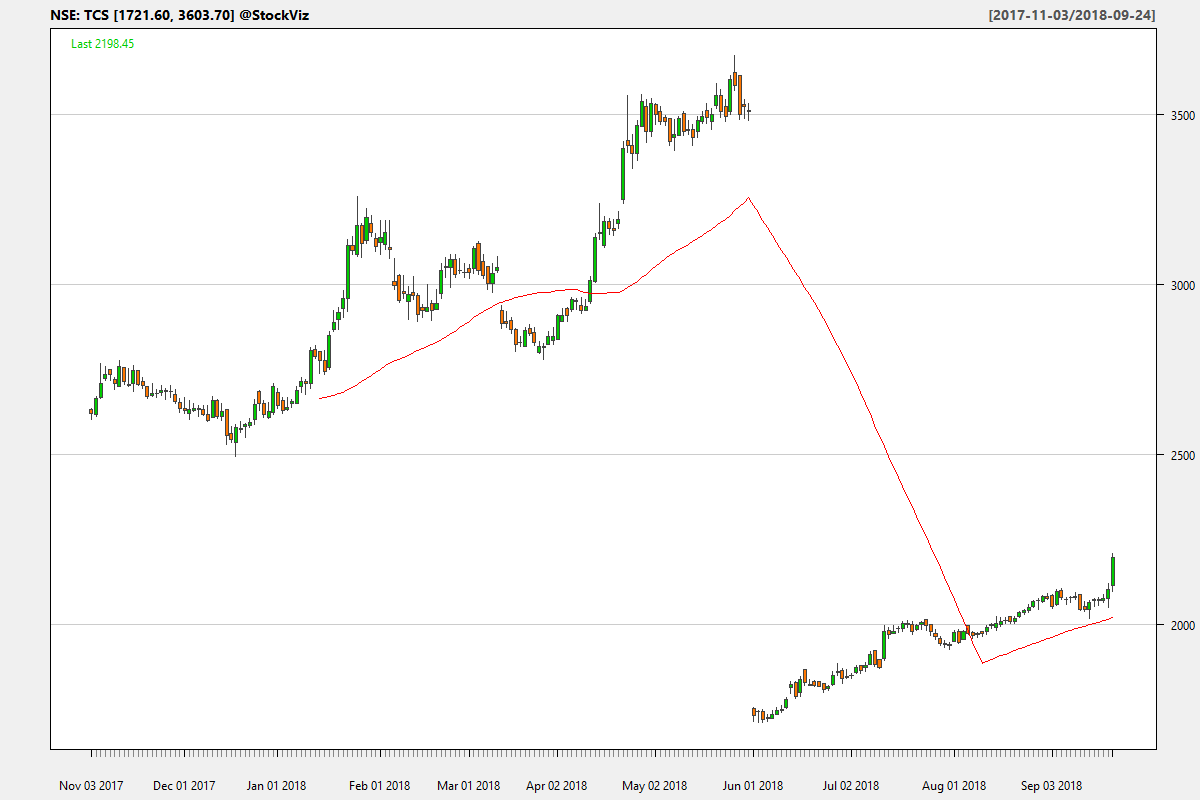 NSE: TCS [1721.60, 3603.70] @StockViz [2017-11-03/2018-09-24]
Last 2198.45
3500
3000
2500
2000
Nov 03 2017 Dec 01 2017 Jan 01 2018 Feb 01 2018 Mar 01 2018 Apr 02 2018 May 02 2018 Jun 01 2018 Jul 02 2018 Aug 01 2018 Sep 03 2018